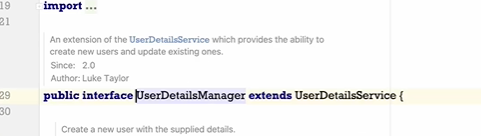 19
import ...
21
An extension of the UserDetailsService which provides the ability to
create new users and update existing ones.
Since: 2.0
Author: Luke Taylor
29
public interface UserDetailsManager extends UserDetailsService {
30
Create a new user with the supplied details.